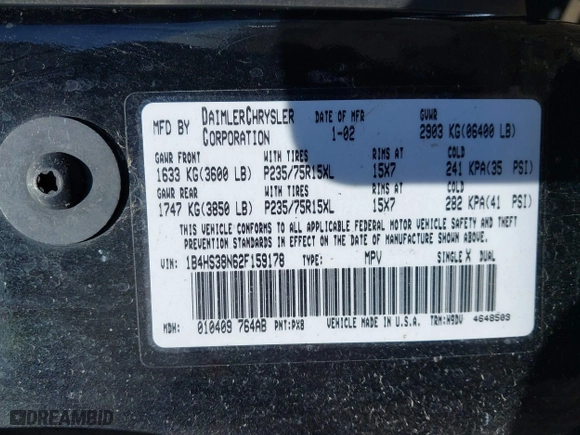 MFD BY DAIMLERCHRYSLER CORPORATION DATE OF MFR 1-02 GVWR 2903 KG(06400 LB)
GAWR FRONT WITH TIRES RIMS AT COLD
1633 KG(3600 LB) P235/75R15XL 15X7 241 KPA(35 PSI)
GAWR REAR WITH TIRES RIMS AT COLD
1747 KG(3850 LB) P235/75R15XL 15X7 282 KPA(41 PSI)
THIS VEHICLE CONFORMS TO ALL APPLICABLE FEDERAL MOTOR VEHICLE SAFETY AND THEFT
PREVENTION STANDARDS IN EFFECT ON THE DATE OF MANUFACTURE SHOWN ABOVE.
VIN: 1B4HS38N62F159178 TYPE: MPV SINGLE X DUAL
MDH: 010409 764AB PNT:PX8 VEHICLE MADE IN U.S.A. TRM:H9DV 4648503
DREAMBID